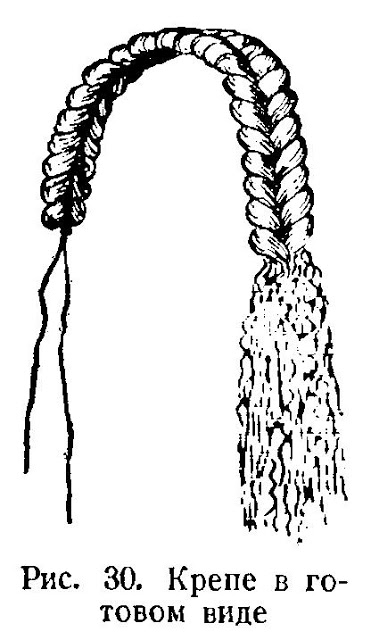 Рис. 30. Крепе в го-
товом виде